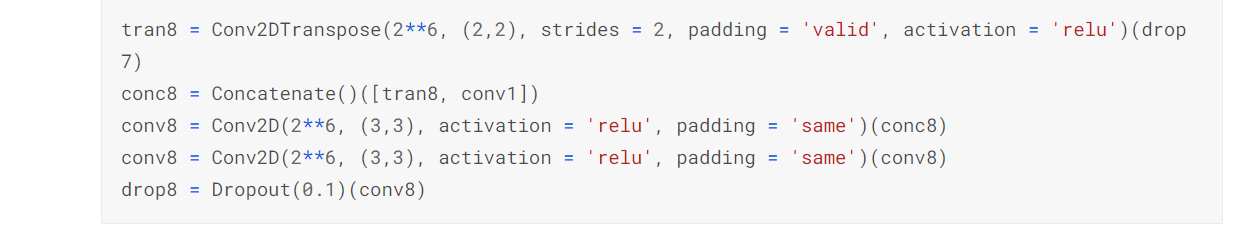 tran8 = Conv2DTranspose(2**6, (2,2), strides = 2, padding = 'valid', activation = 'relu')(drop
7)
conc8 = Concatenate()([tran8, conv1])
conv8 = Conv2D(2**6, (3,3), activation = 'relu', padding = 'same')(conc8)
conv8 = Conv2D(2**6, (3,3), activation = 'relu', padding = 'same')(conv8)
drop8 = Dropout(0.1)(conv8)